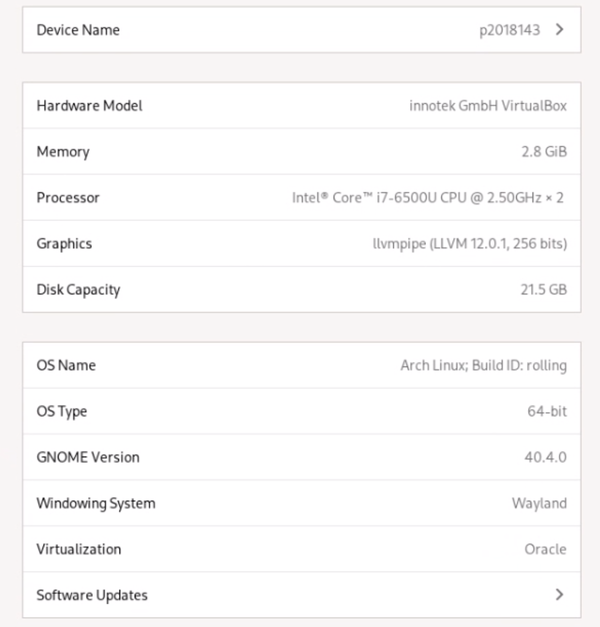 Device Name p2018143
Hardware Model innotek GmbH VirtualBox
Memory 2.8 GiB
Processor Intel® Core™ i7-6500U CPU @ 2.50GHz × 2
Graphics llvmpipe (LLVM 12.0.1, 256 bits)
Disk Capacity 21.5 GB
OS Name Arch Linux; Build ID: rolling
OS Type 64-bit
GNOME Version 40.4.0
Windowing System Wayland
Virtualization Oracle
Software Updates